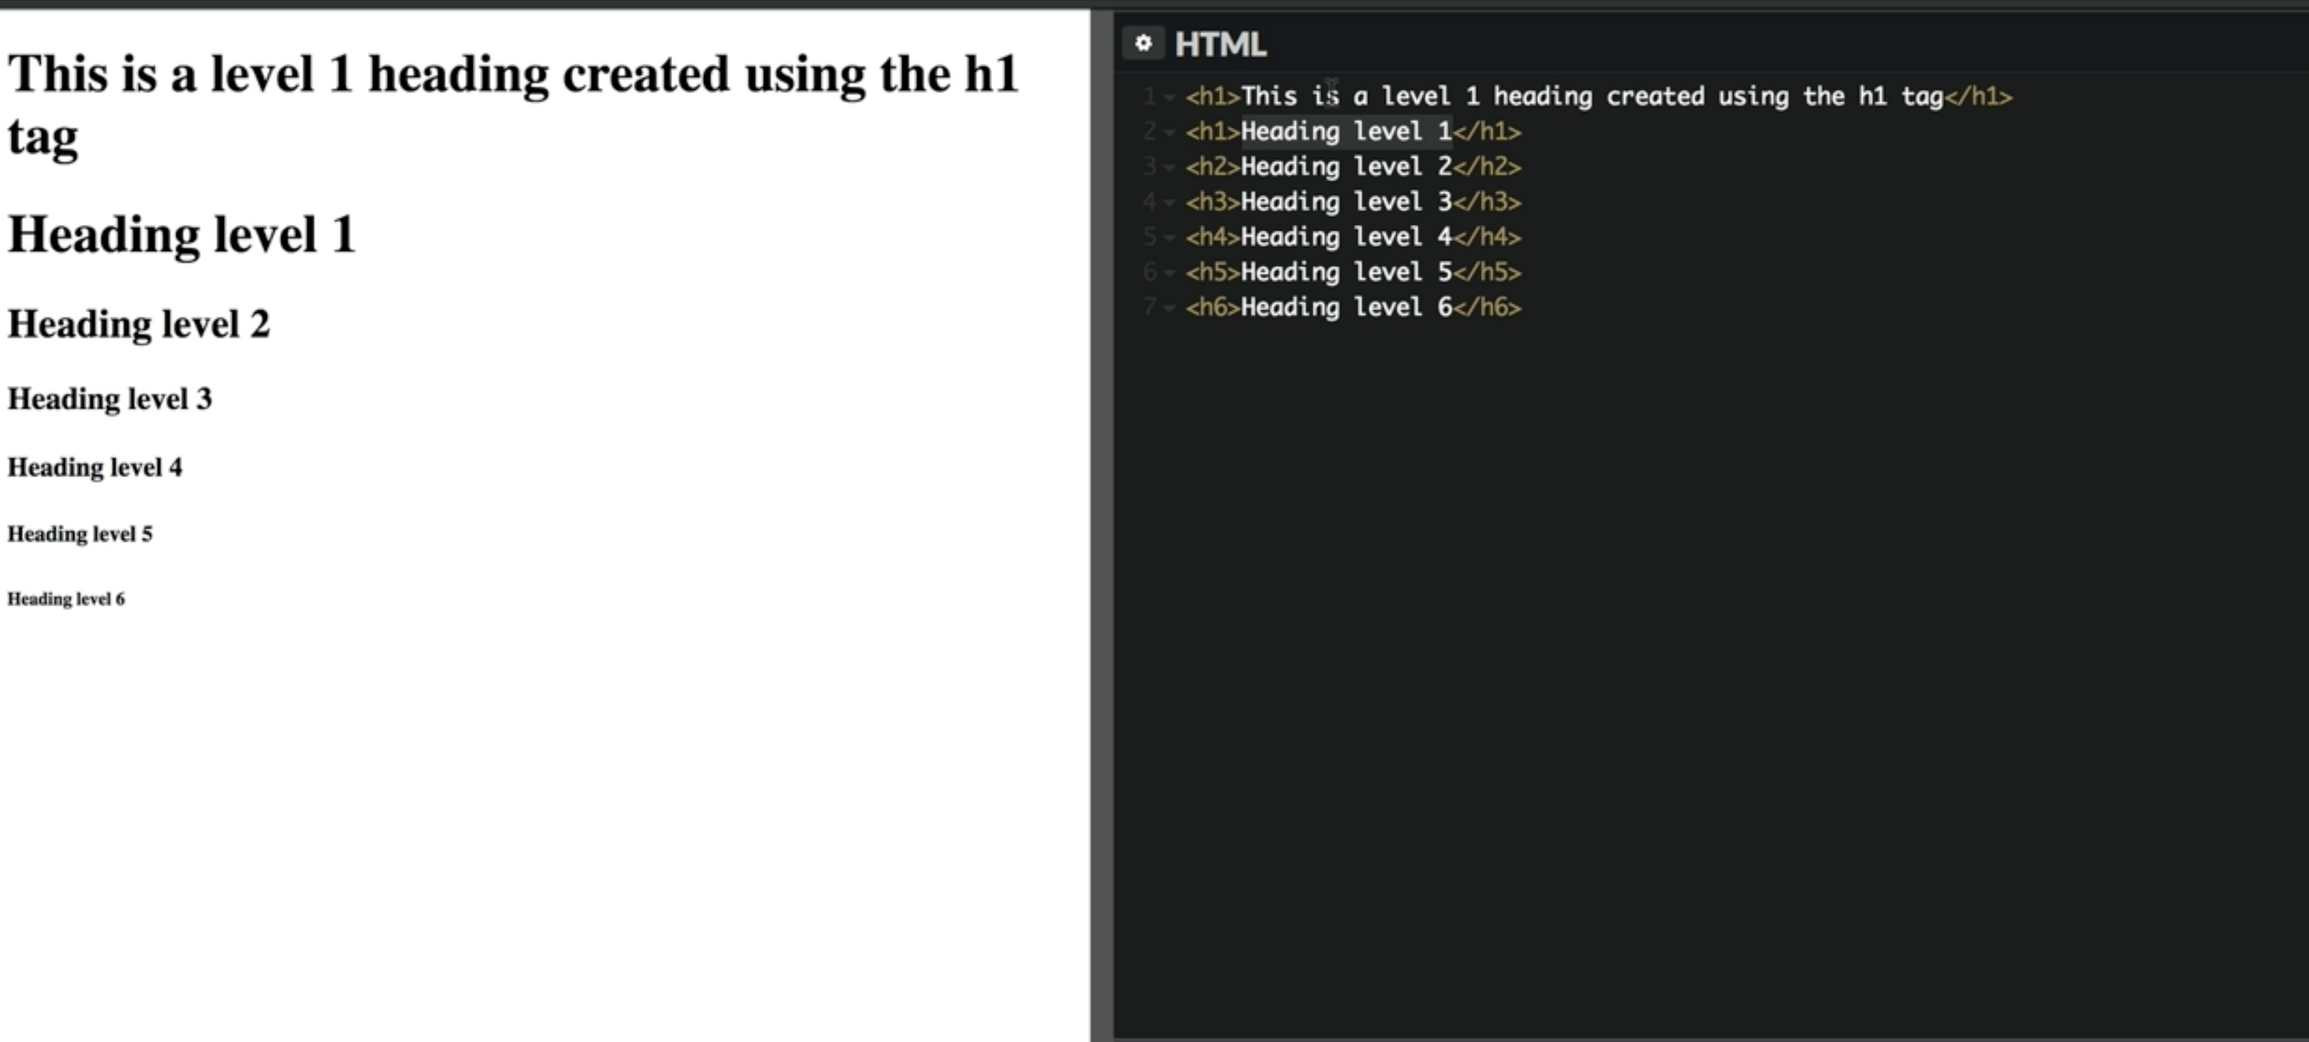 This is a level 1 heading created using the h1
tag
Heading level 1
Heading level 2
Heading level 3
Heading level 4
Heading level 5
Heading level 6
HTML
1 <h1>This is a level 1 heading created using the h1 tag</h1>
2 <h1>Heading level 1</h1>
3 <h2>Heading level 2</h2>
4 <h3>Heading level 3</h3>
5 <h4>Heading level 4</h4>
6 <h5>Heading level 5</h5>
7 <h6>Heading level 6</h6>